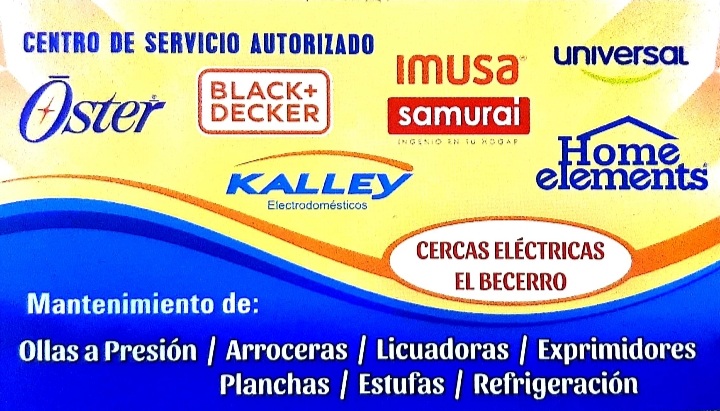 CENTRO DE SERVICIO AUTORIZADO
Oster
BLACK+
DECKER
imusa
samurai
INGENIO EN TU HOGAR
universal
Home
elements
KALLEY
Electrodomésticos
CERCAS ELÉCTRICAS
EL BECERRO
Mantenimiento de:
Ollas a Presión / Arroceras / Licuadoras / Exprimidores
Planchas / Estufas / Refrigeración